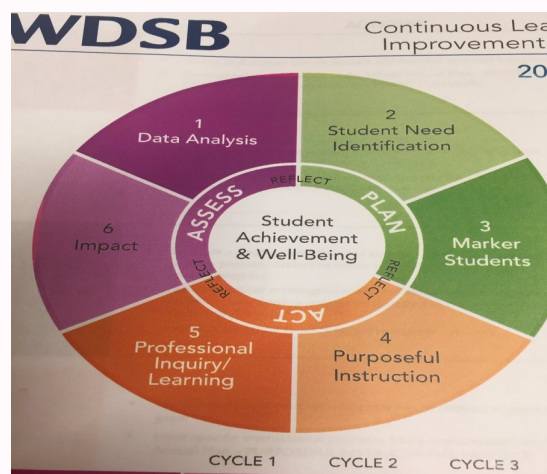 WDSB
Continuous
Improvement
20
1
Data Analysis
2
Student Need
Identification
3
Marker
Students
4
Purposeful
Instruction
5
Professional
Inquiry/
Learning
6
Impact
ASSESS
REFLECT
PLAN
REFLECT
ACT
REFLECT
Student
Achievement
& Well-Being
CYCLE 1 CYCLE 2 CYCLE 3